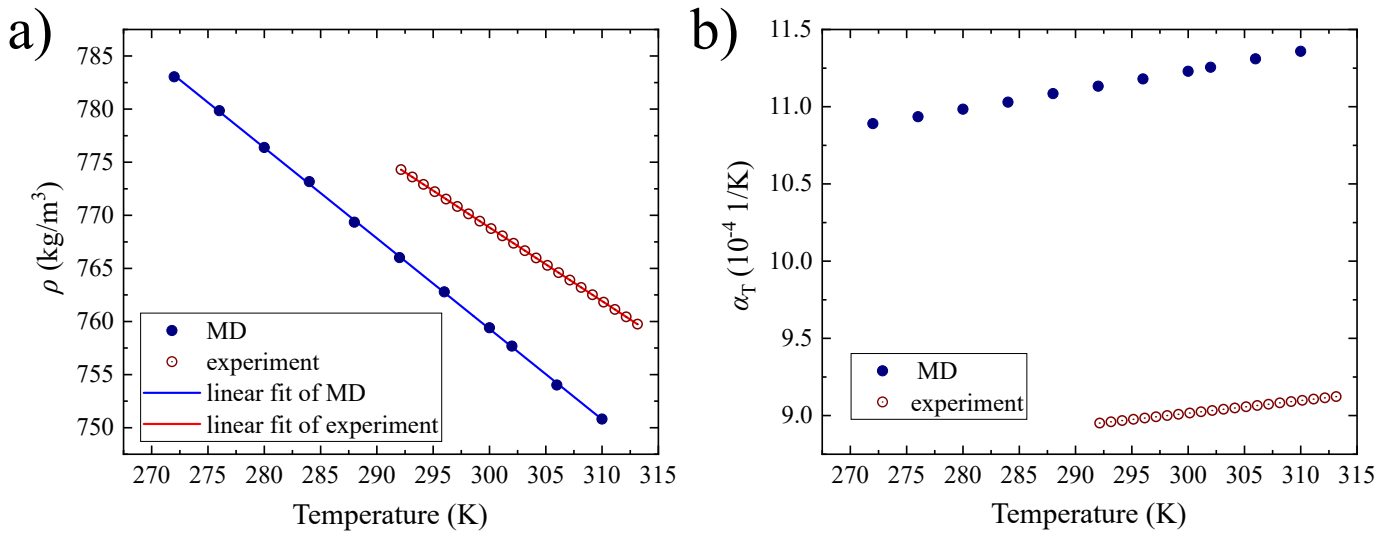 a)
785
780
775
770
765
760
755
750
ρ (kg/m³)
MD
experiment
linear fit of MD
linear fit of experiment
270 275 280 285 290 295 300 305 310 315
Temperature (K)
b)
11.5
11.0
10.5
10.0
9.5
9.0
α_T (10⁻⁴ 1/K)
MD
experiment
270 275 280 285 290 295 300 305 310 315
Temperature (K)